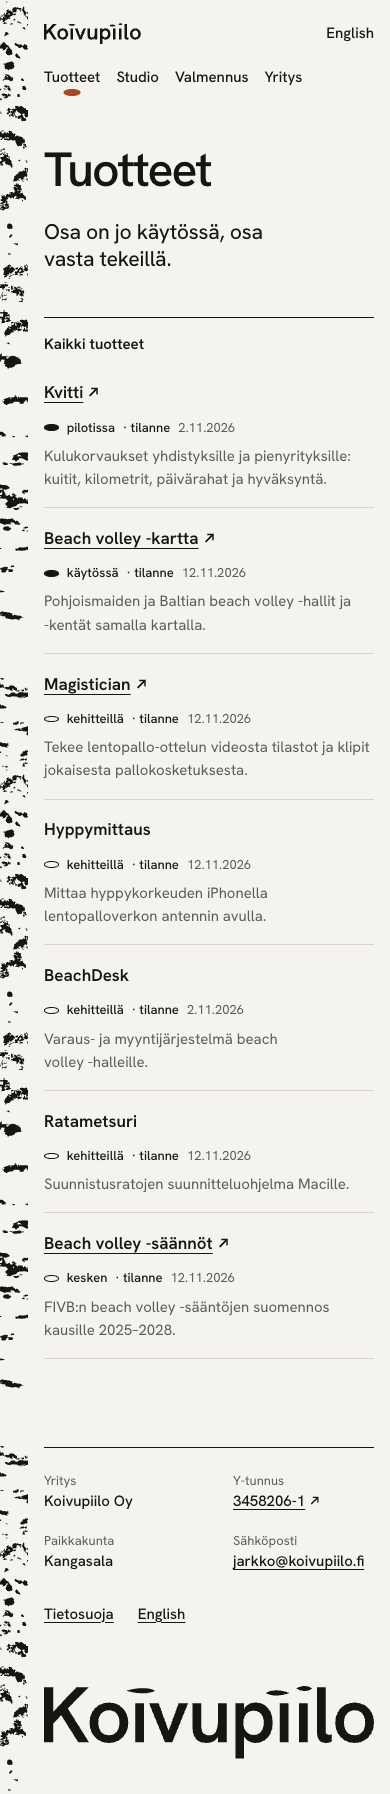 Koivupiilo
English
Tuotteet Studio Valmennus Yritys
Tuotteet
Osa on jo käytössä, osa
vasta tekeillä.
Kaikki tuotteet
Kvitti ↗
pilotissa · tilanne 2.11.2026
Kulukorvaukset yhdistyksille ja pienyrityksille:
kuitit, kilometrit, päivärahat ja hyväksyntä.
Beach volley -kartta ↗
käytössä · tilanne 12.11.2026
Pohjoismaiden ja Baltian beach volley -hallit ja
-kentät samalla kartalla.
Magistician ↗
kehitteillä · tilanne 12.11.2026
Tekee lentopallo-ottelun videosta tilastot ja klipit
jokaisesta pallokosketuksesta.
Hyppymittaus
kehitteillä · tilanne 12.11.2026
Mittaa hyppykorkeuden iPhonella
lentopalloverkon antennin avulla.
BeachDesk
kehitteillä · tilanne 2.11.2026
Varaus- ja myyntijärjestelmä beach
volley -halleille.
Ratametsuri
kehitteillä · tilanne 12.11.2026
Suunnistusratojen suunnitteluohjelma Macille.
Beach volley -säännöt ↗
kesken · tilanne 12.11.2026
FIVB:n beach volley -sääntöjen suomennos
kausille 2025–2028.
Yritys
Koivupiilo Oy
Y-tunnus
3458206-1 ↗
Paikkakunta
Kangasala
Sähköposti
jarkko@koivupiilo.fi
Tietosuoja English
Koivupiilo